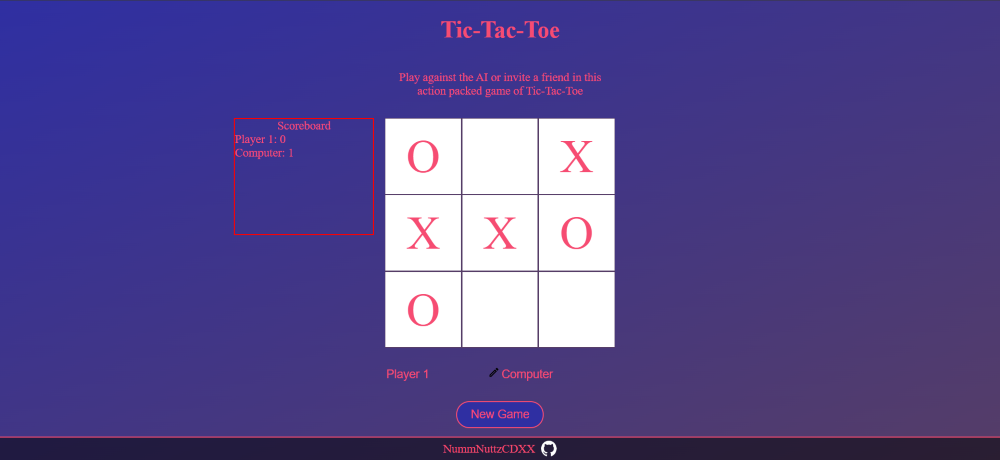 Tic-Tac-Toe
Play against the AI or invite a friend in this
action packed game of Tic-Tac-Toe
Scoreboard
Player 1: 0
Computer: 1
O X
X X O
O
Player 1 Computer
New Game
NummNuttzCDXX